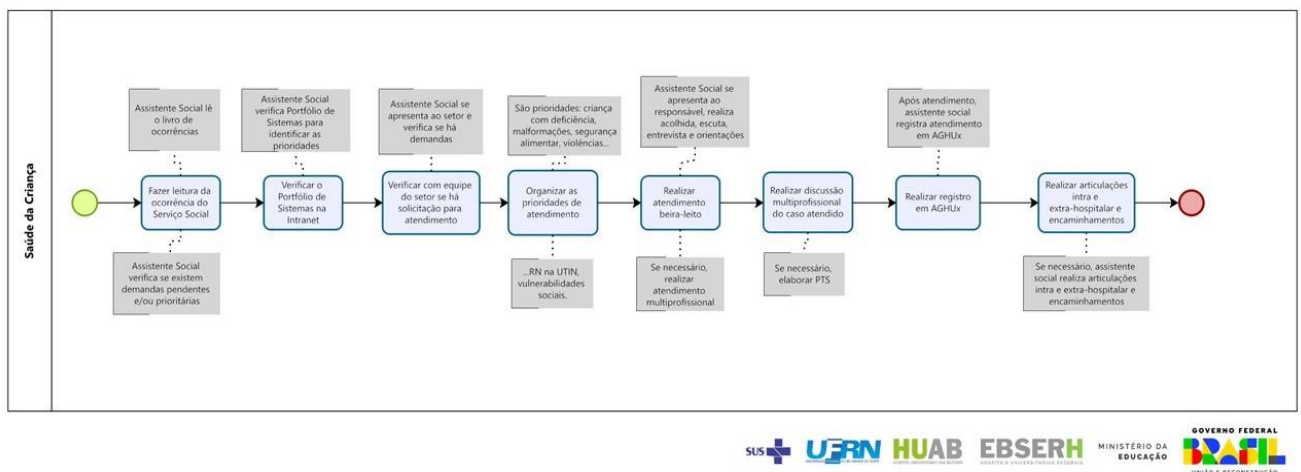 Saúde da Criança
Assistente Social lê
o livro de
ocorrências
Fazer leitura da
ocorrência do
Serviço Social
Assistente Social
verifica se existem
demandas pendentes
e/ou prioritárias
Assistente Social
verifica Portfólio de
Sistemas para
identificar as
prioridades
Verificar o
Portfólio de
Sistemas na
Intranet
Assistente Social se
apresenta ao setor e
verifica se há
demandas
Verificar com equipe
do setor se há
solicitação para
atendimento
São prioridades: criança
com deficiência,
malformações, segurança
alimentar, violências...
Organizar as
prioridades de
atendimento
...RN na UTIN,
vulnerabilidades
sociais.
Assistente Social se
apresenta ao
responsável, realiza
acolhida, escuta,
entrevista e orientações
Realizar
atendimento
beira-leito
Se necessário,
realizar
atendimento
multiprofissional
Realizar discussão
multiprofissional
do caso atendido
Se necessário,
elaborar PTS
Após atendimento,
assistente social
registra atendimento
em AGHUx
Realizar registro
em AGHUx
Realizar articulações
intra e
extra-hospitalar e
encaminhamentos
Se necessário, assistente
social realiza articulações
intra e extra-hospitalar e
encaminhamentos
SUS
UFRN
HUAB
EBSERH
HOSPITAIS UNIVERSITÁRIOS FEDERAIS
MINISTÉRIO DA
EDUCAÇÃO
GOVERNO FEDERAL
BRASIL
UNIÃO E RECONSTRUÇÃO